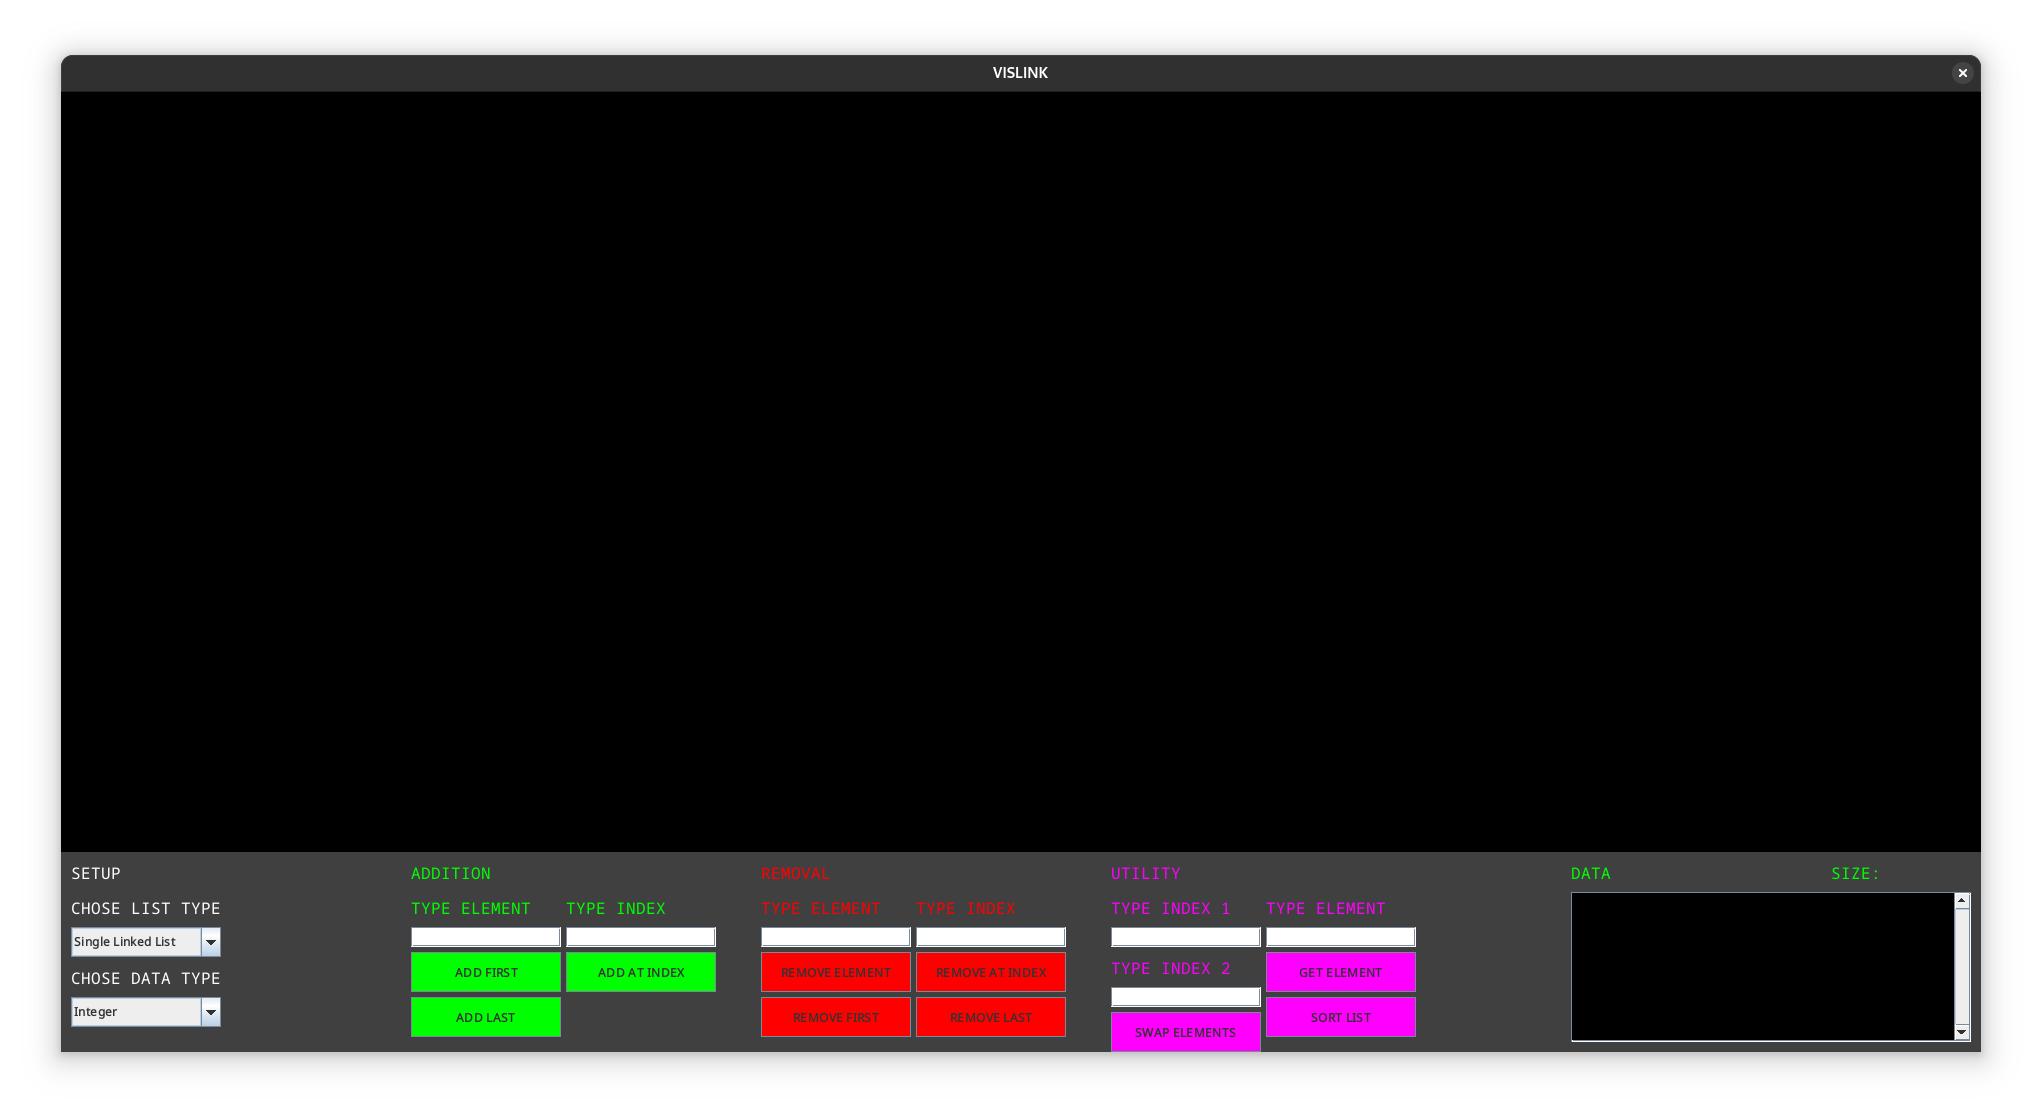 VISLINK
SETUP
CHOSE LIST TYPE
Single Linked List
CHOSE DATA TYPE
Integer
ADDITION
TYPE ELEMENT
TYPE INDEX
ADD FIRST
ADD AT INDEX
ADD LAST
REMOVAL
TYPE ELEMENT
TYPE INDEX
REMOVE ELEMENT
REMOVE AT INDEX
REMOVE FIRST
REMOVE LAST
UTILITY
TYPE INDEX 1
TYPE ELEMENT
TYPE INDEX 2
GET ELEMENT
SORT LIST
SWAP ELEMENTS
DATA
SIZE: